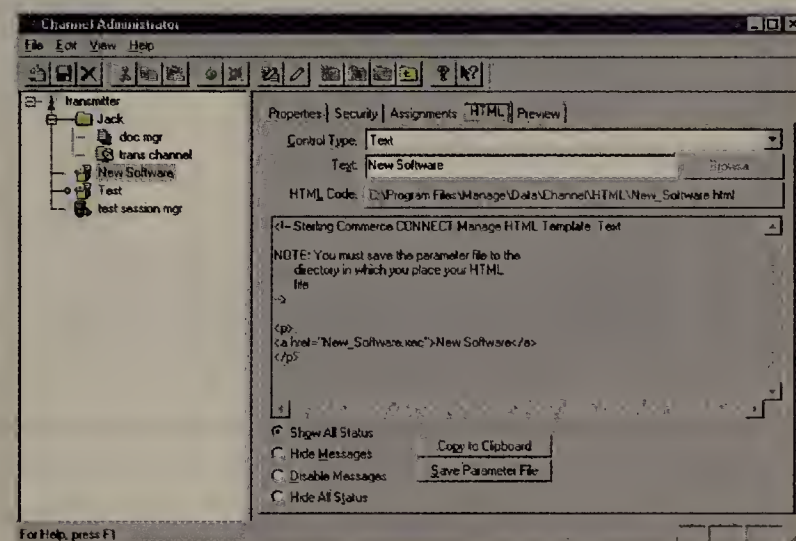 Channel Administrator
File Edit View Help
transmitter
Jack
doc mgr
trans channel
New Software
Test
test session mgr
Properties Security Assignments HTML Preview
Control Type: Text
Text: New Software Browse
HTML Code: D:\Program Files\Manage\Data\Channel\HTML\New_Software.html
<!-- Sterling Commerce CONNECT Manage HTML Template Text
NOTE: You must save the parameter file to the
directory in which you place your HTML
file
-->
<p>
<a href="New_Software.xec">New Software</a>
</p>
Show All Status
Hide Messages
Disable Messages
Hide All Status
Copy to Clipboard
Save Parameter File
For Help, press F1